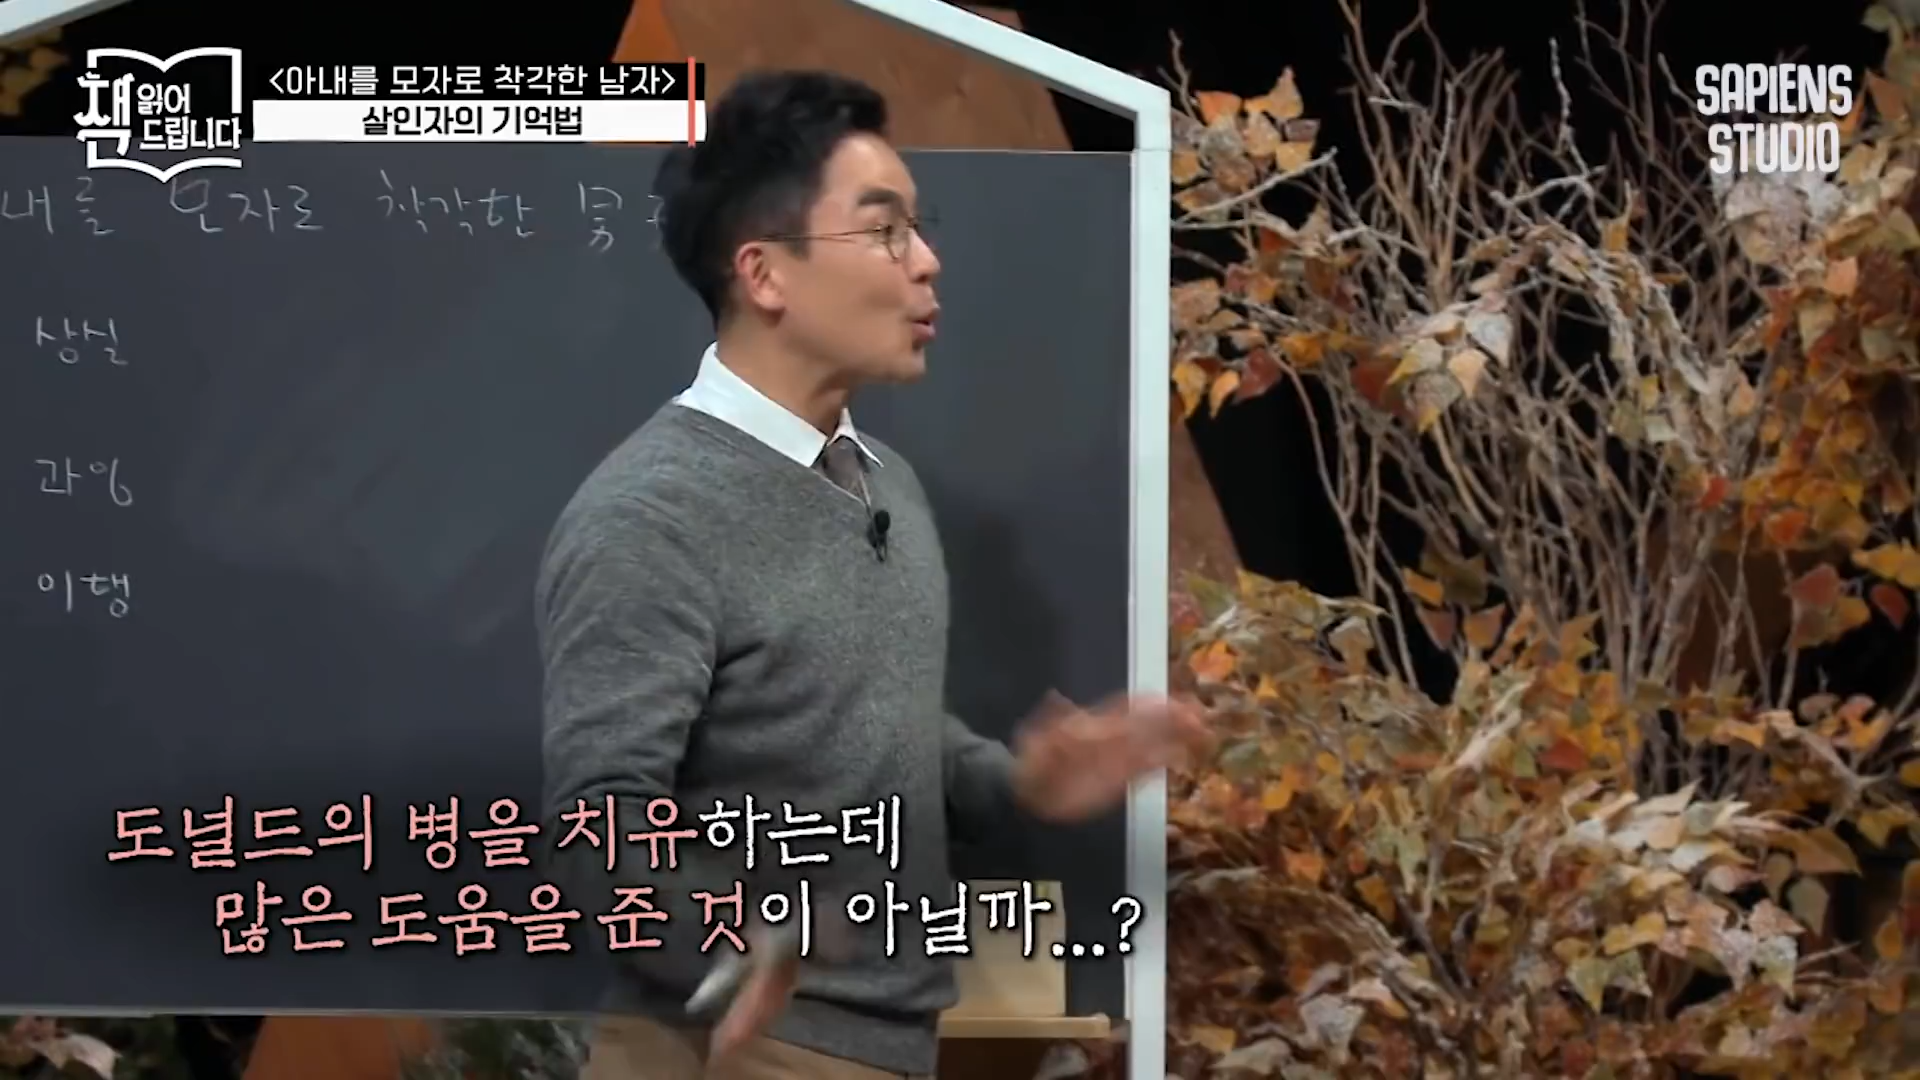 책 읽어
드립니다
<아내를 모자로 착각한 남자>
살인자의 기억법
SAPIENS
STUDIO
내를 모자로 착각한 男
상실
과잉
이행
도널드의 병을 치유하는데
많은 도움을 준 것이 아닐까...?